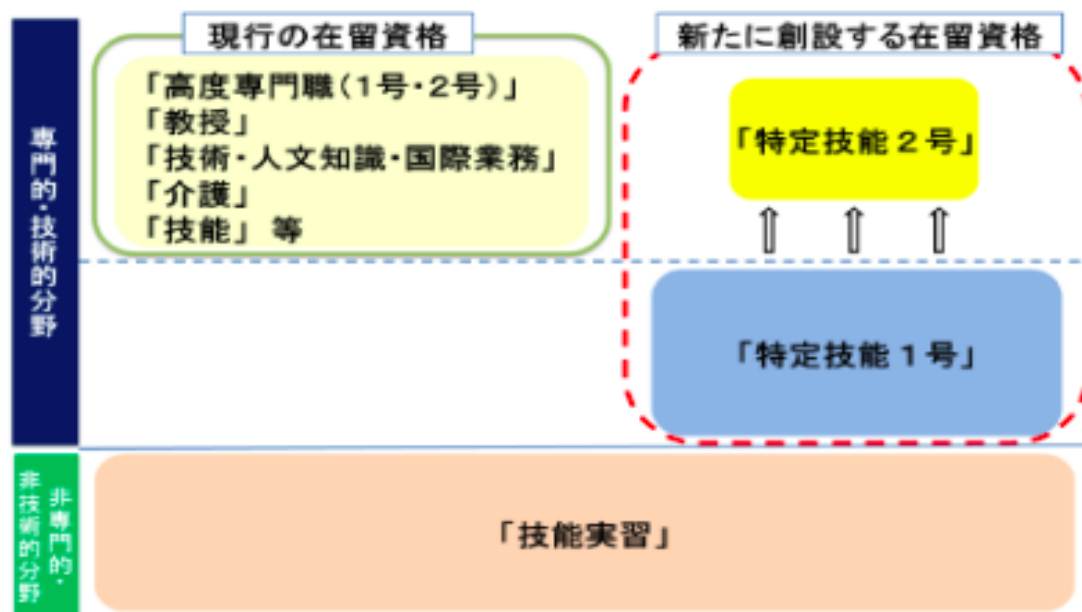 現行の在留資格
新たに創設する在留資格
専門的・技術的分野
「高度専門職（１号・２号）」
「教授」
「技術・人文知識・国際業務」
「介護」
「技能」 等
「特定技能２号」
「特定技能１号」
非専門的・
非技術的分野
「技能実習」